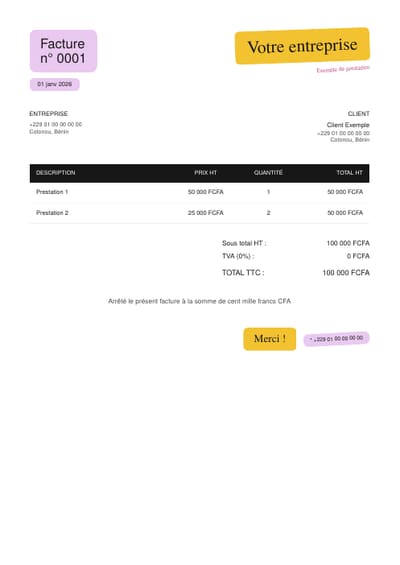 Facture
n° 0001
Votre entreprise
Exemple de prestation
01 janv 2026
ENTREPRISE
+229 01 00 00 00 00
Cotonou, Bénin
CLIENT
Client Exemple
+229 01 00 00 00 00
Cotonou, Bénin
DESCRIPTION PRIX HT QUANTITÉ TOTAL HT
Prestation 1 50 000 FCFA 1 50 000 FCFA
Prestation 2 25 000 FCFA 2 50 000 FCFA
Sous total HT : 100 000 FCFA
TVA (0%) : 0 FCFA
TOTAL TTC : 100 000 FCFA
Arrêté le présent facture à la somme de cent mille francs CFA
Merci !
* +229 01 00 00 00 00